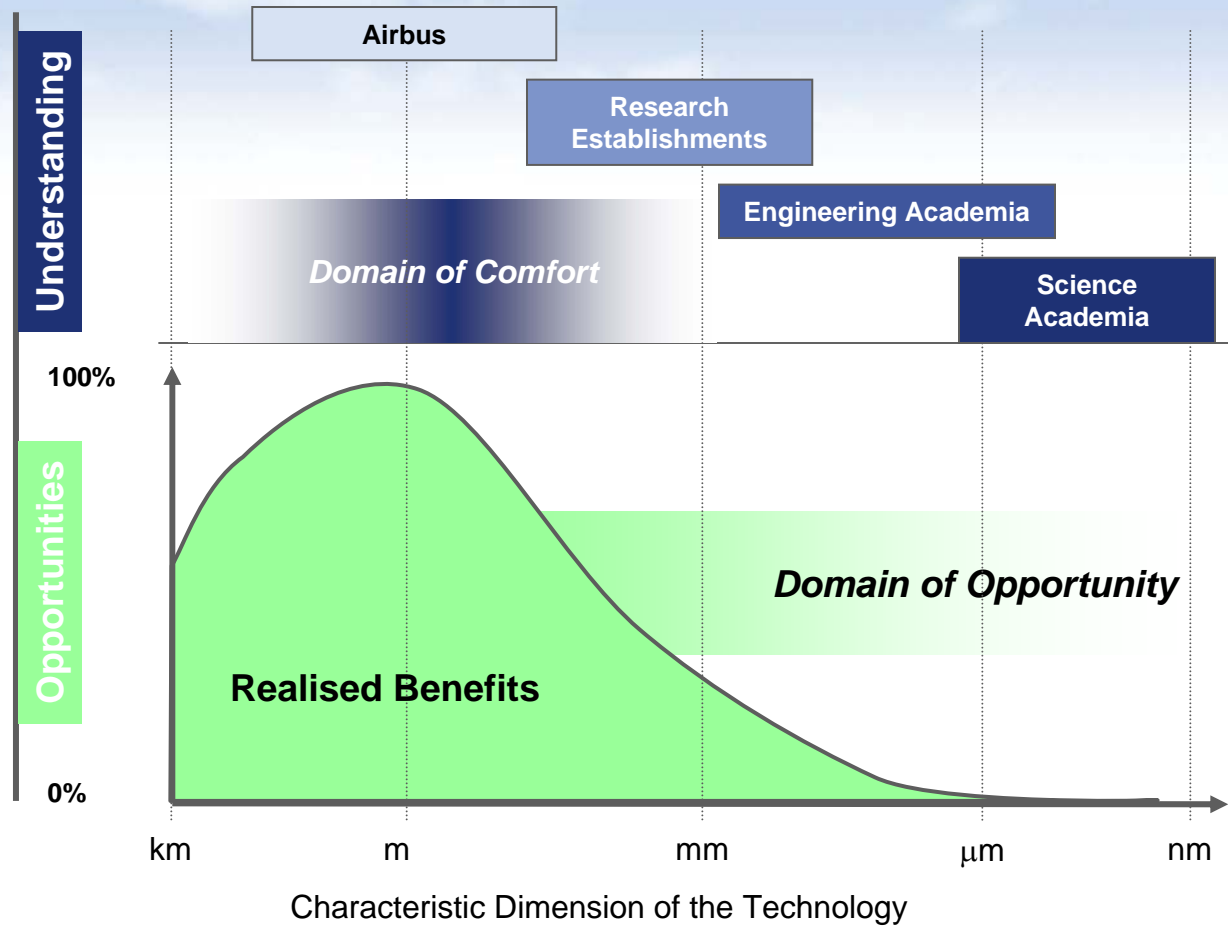 Airbus
Understanding
Research
Establishments
Engineering Academia
Domain of Comfort
Science
Academia
100%
Opportunities
Domain of Opportunity
Realised Benefits
0%
km
m
mm
μm
nm
Characteristic Dimension of the Technology